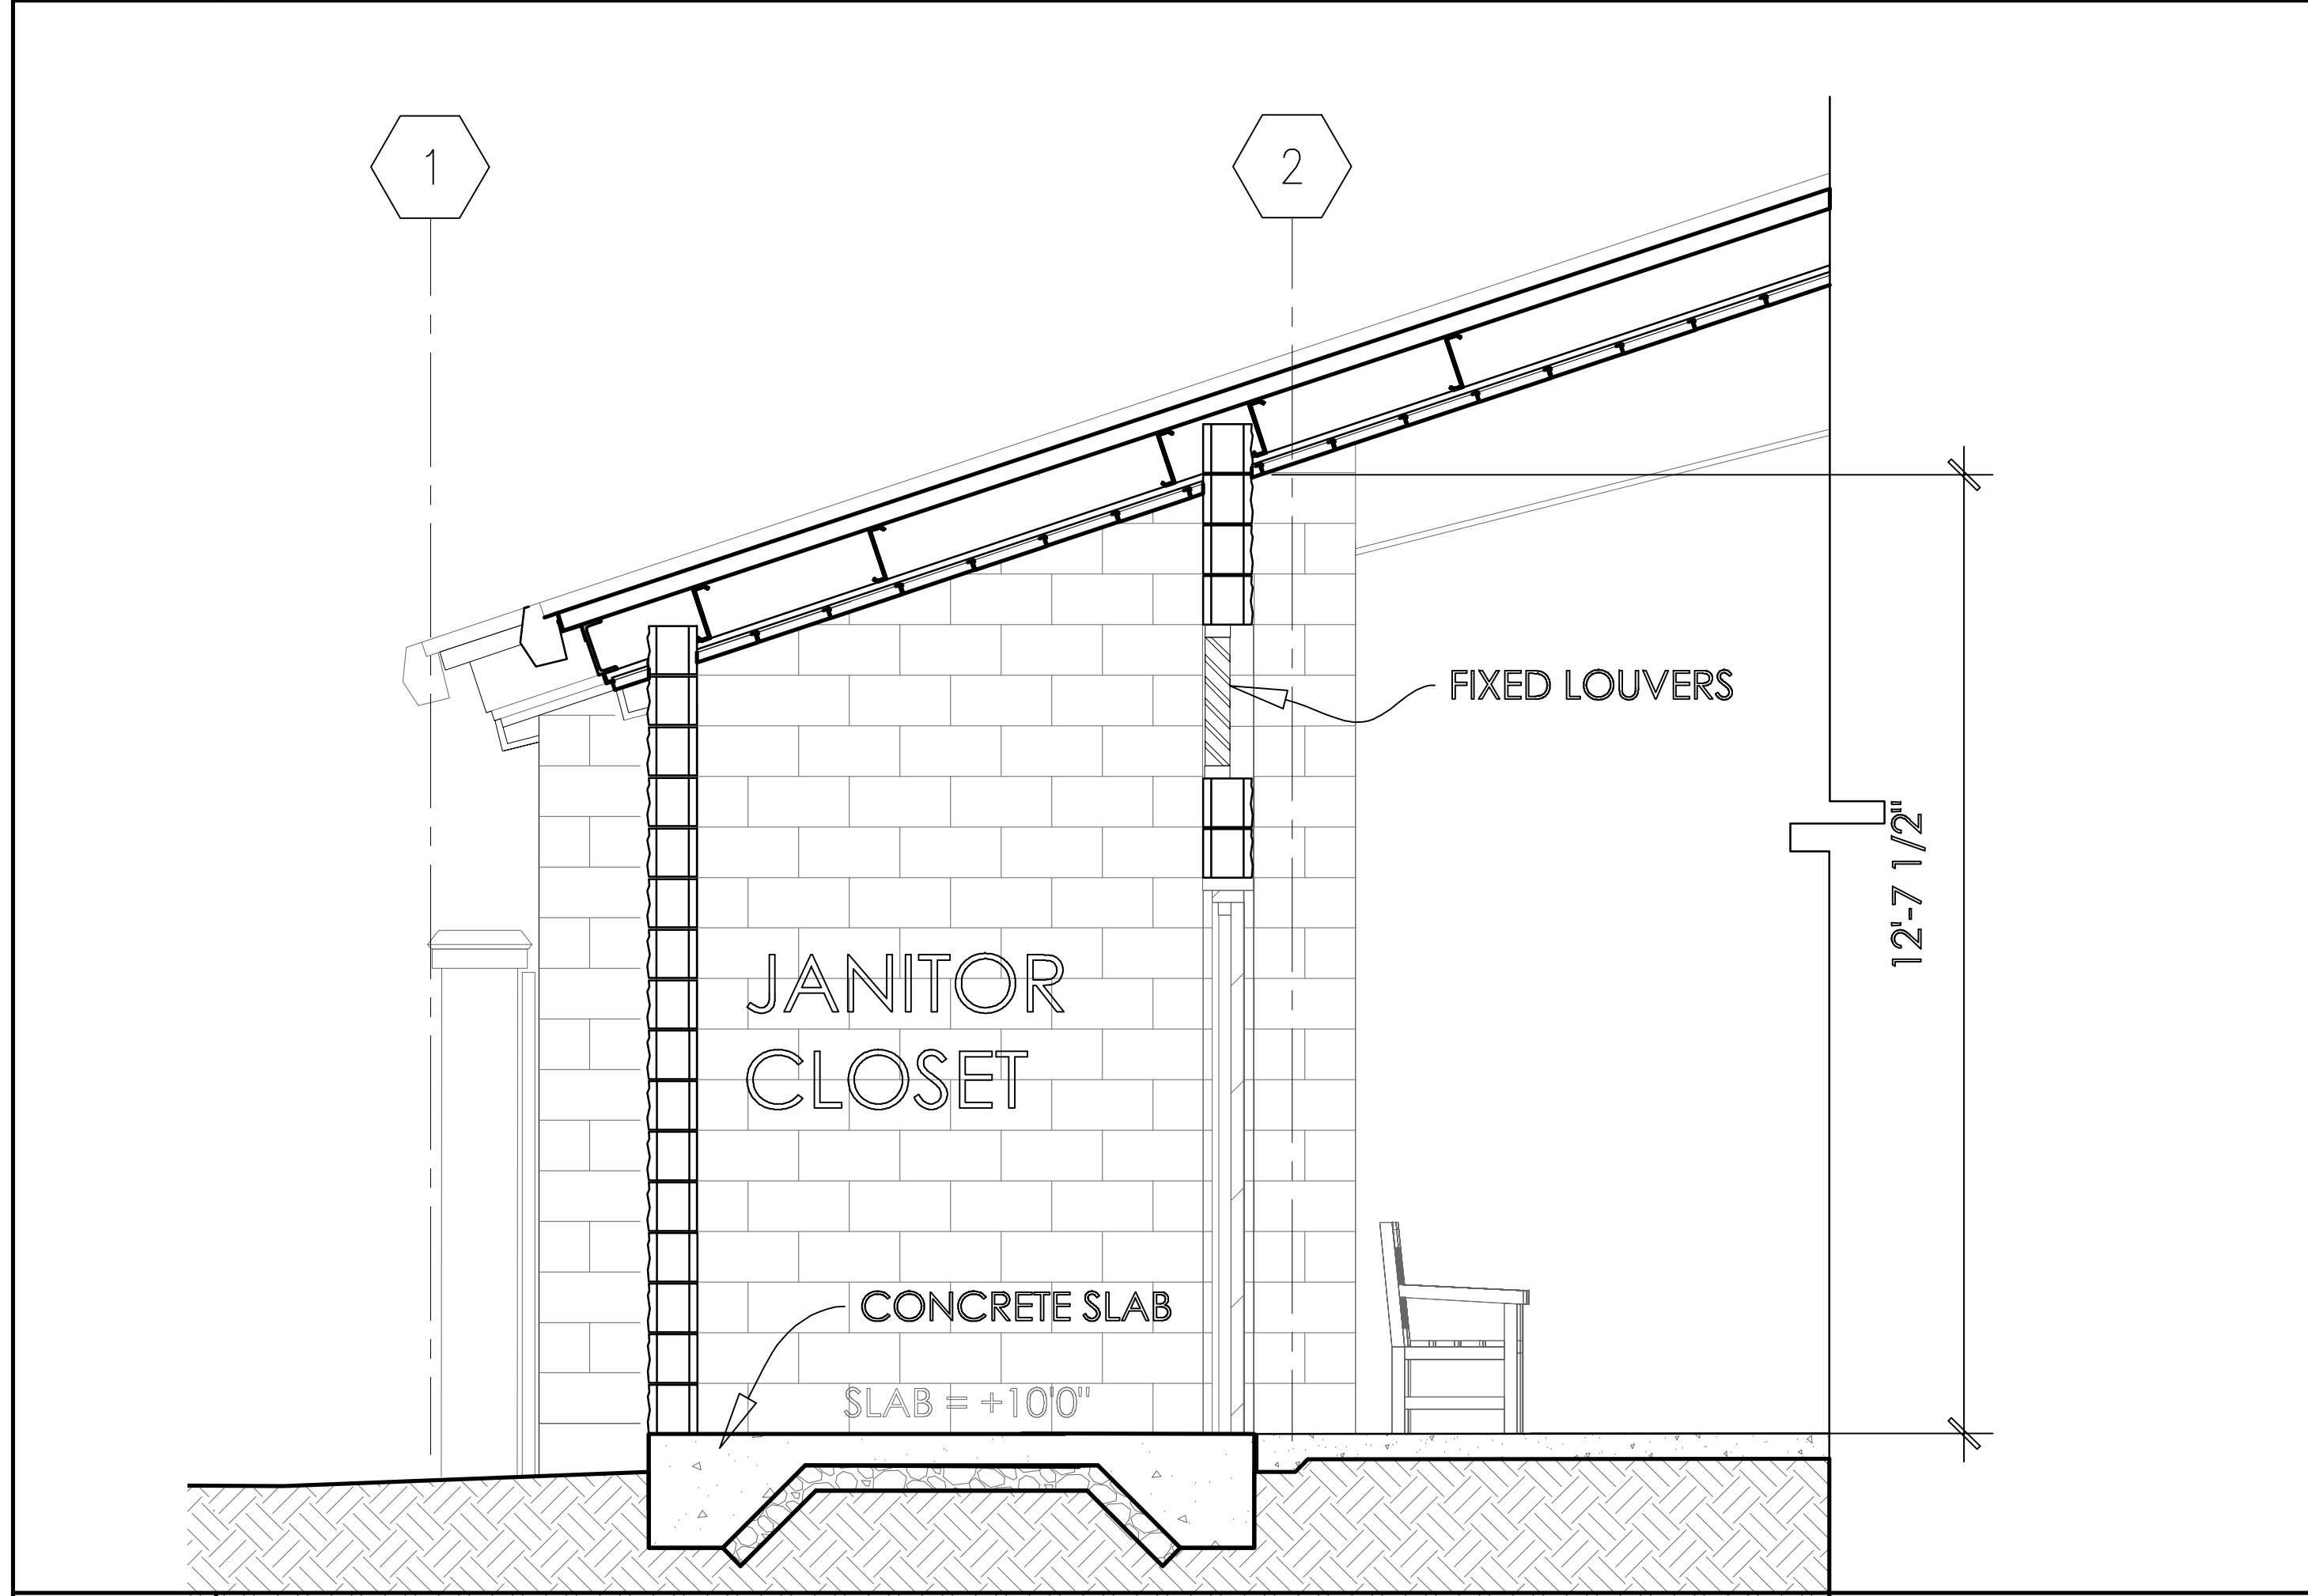 1
2
FIXED LOUVERS
12'-7 1/2"
JANITOR
CLOSET
CONCRETE SLAB
SLAB = +10'0"